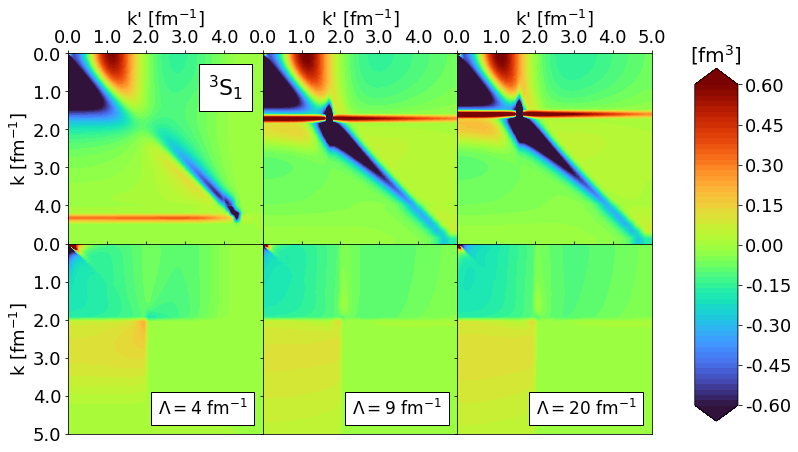 k' [fm⁻¹] k' [fm⁻¹] k' [fm⁻¹]
0.0 1.0 2.0 3.0 4.0 0.0 1.0 2.0 3.0 4.0 0.0 1.0 2.0 3.0 4.0 5.0
[fm³]
0.0
1.0
2.0
3.0
4.0
k [fm⁻¹]
³S₁
0.0
1.0
2.0
3.0
4.0
5.0
k [fm⁻¹]
Λ = 4 fm⁻¹ Λ = 9 fm⁻¹ Λ = 20 fm⁻¹
0.60
0.45
0.30
0.15
0.00
-0.15
-0.30
-0.45
-0.60